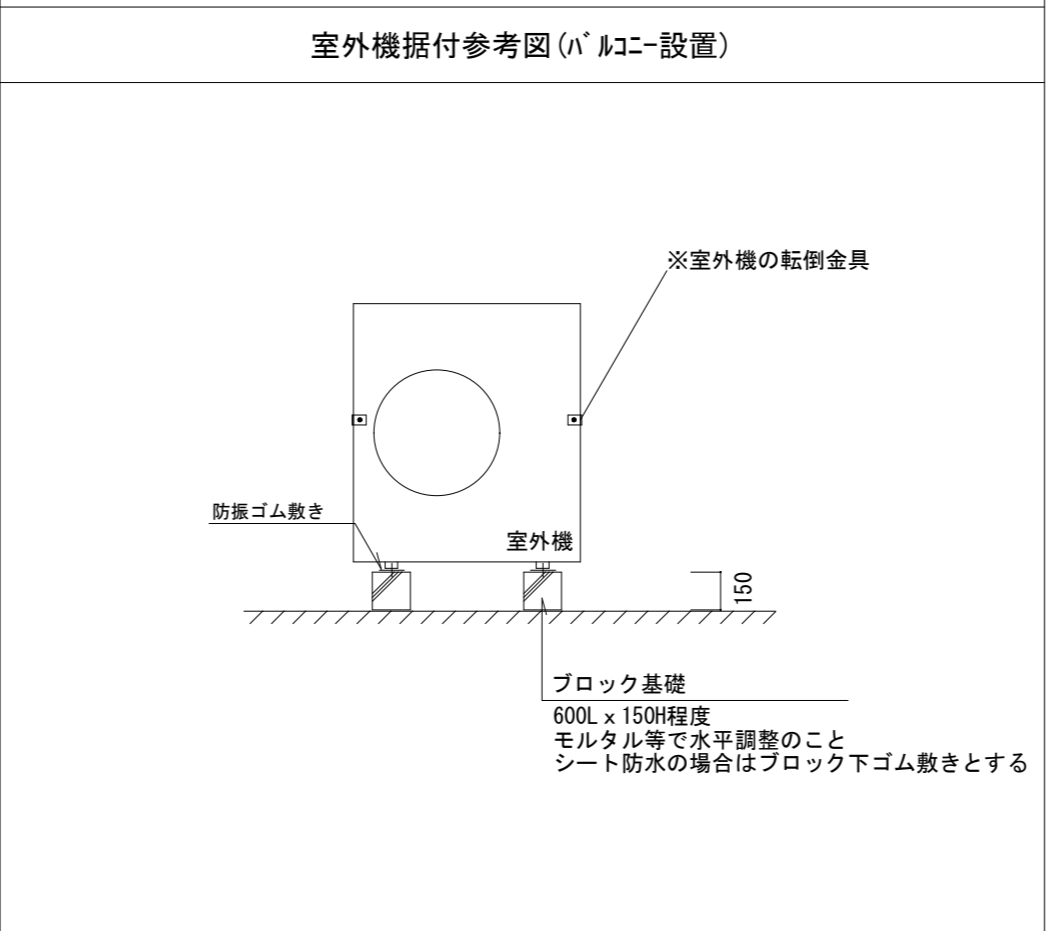 室外機据付参考図(ﾊﾞﾙｺﾆｰ設置)
※室外機の転倒金具
防振ゴム敷き
室外機
150
ブロック基礎
600L x 150H程度
モルタル等で水平調整のこと
シート防水の場合はブロック下ゴム敷きとする